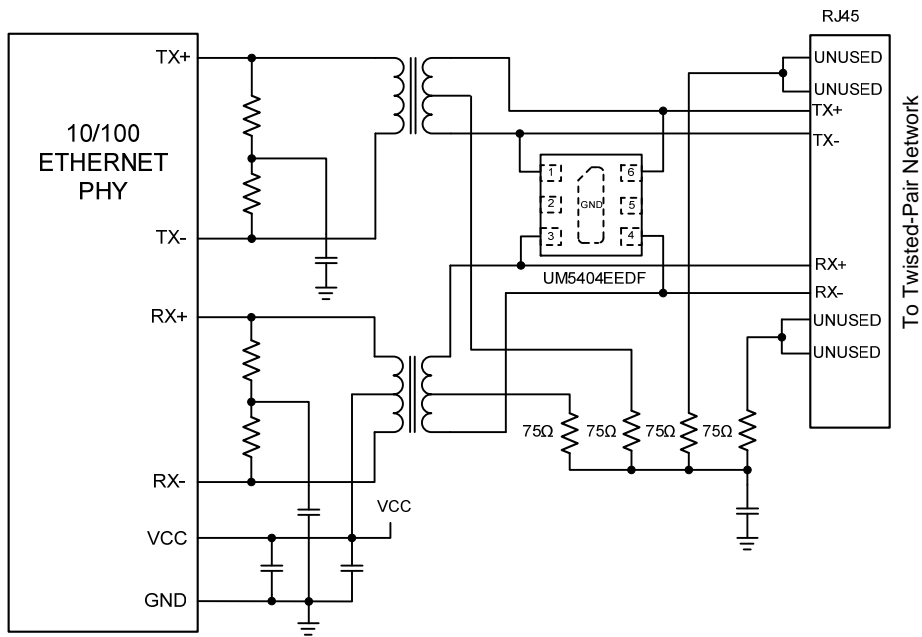 RJ45
TX+
UNUSED
UNUSED
TX+
TX-
10/100
ETHERNET
PHY
1
2
3
6
5
4
GND
UM5404EEDF
TX-
RX+
RX-
UNUSED
UNUSED
To Twisted-Pair Network
RX+
75Ω
75Ω
75Ω
75Ω
RX-
VCC
VCC
GND